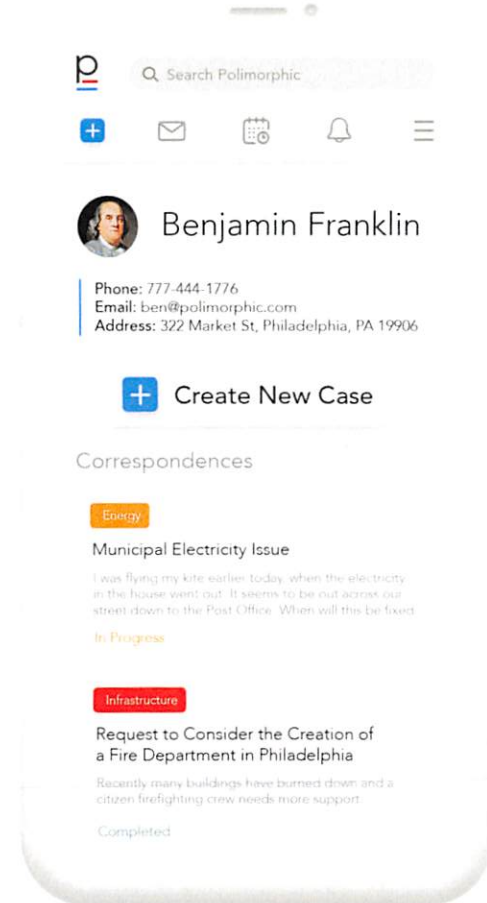 p
Search Polimorphic
Benjamin Franklin
Phone: 777-444-1776
Email: ben@polimorphic.com
Address: 322 Market St, Philadelphia, PA 19906
Create New Case
Correspondences
Energy
Municipal Electricity Issue
I was flying my kite earlier today, when the electricity
in the house went out. It seems to be out across our
street down to the Post Office. When will this be fixed
In Progress
Infrastructure
Request to Consider the Creation of
a Fire Department in Philadelphia
Recently many buildings have burned down and a
citizen firefighting crew needs more support.
Completed